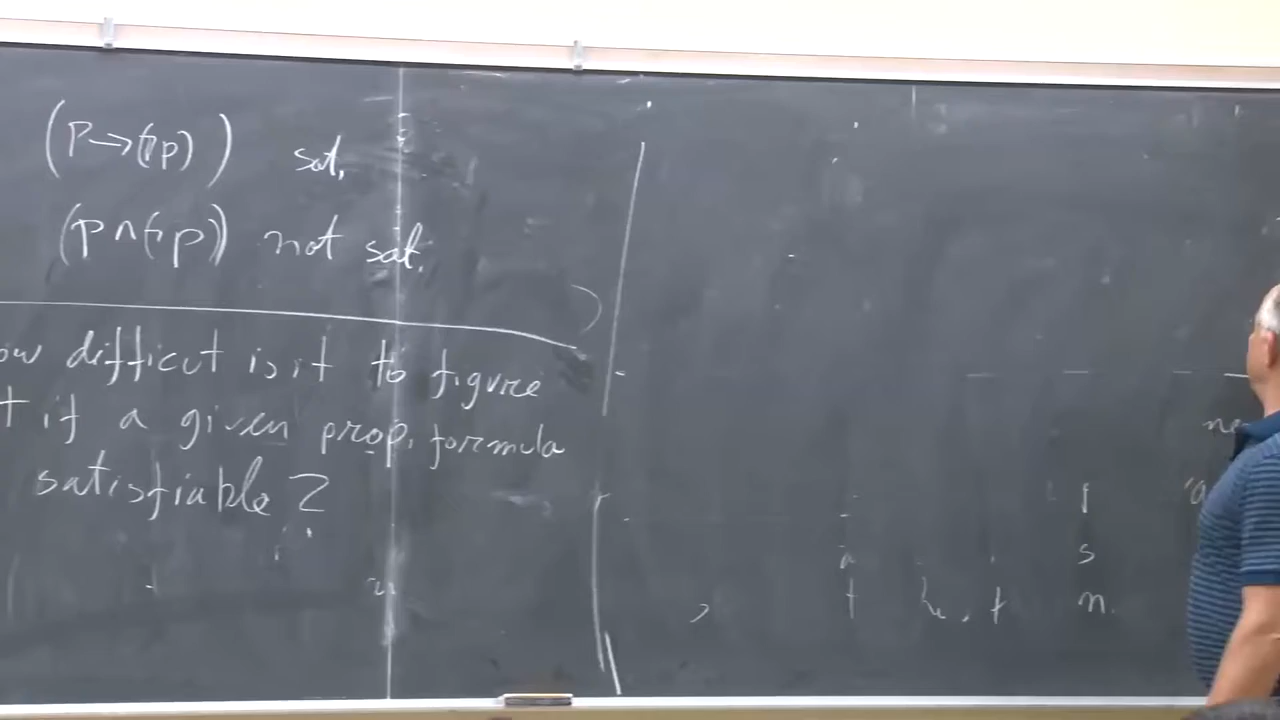 (P→(¬p)) sat.
(p∧(¬p)) not sat.
ow difficut is it to figure
t if a given prop. formula
satisfiable?